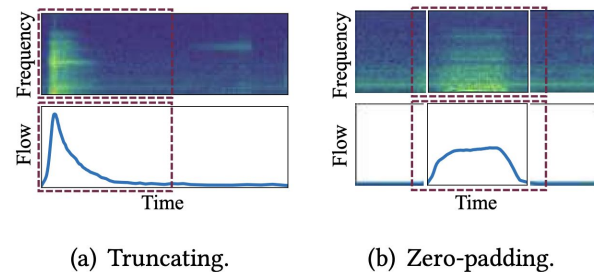 Frequency
Flow
Time
(a) Truncating.
Frequency
Flow
Time
(b) Zero-padding.